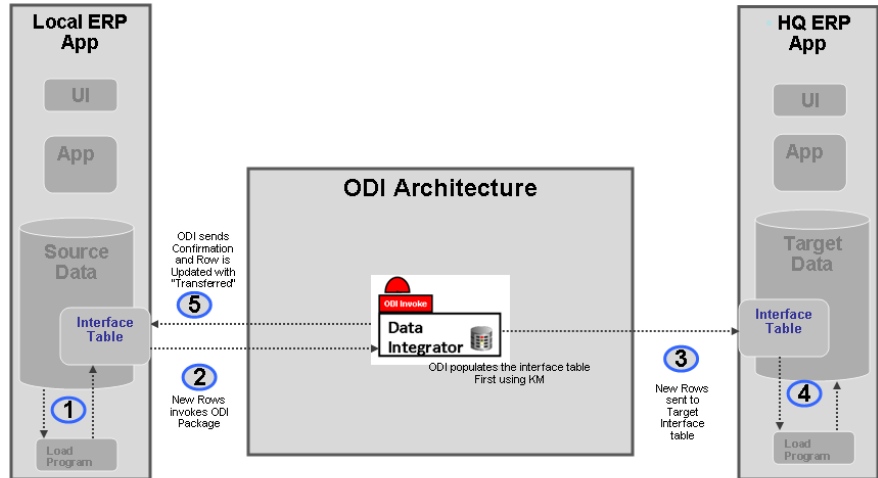 Local ERP
App
UI
App
Source
Data
Interface
Table
1
Load
Program
ODI sends
Confirmation
and Row is
Updated with
"Transferred"
5
2
New Rows
invokes ODI
Package
ODI Architecture
ODI Invoke
Data
Integrator
ODI populates the interface table
First using KM
3
New Rows
sent to
Target
Interface
table
HQ ERP
App
UI
App
Target
Data
Interface
Table
4
Load
Program